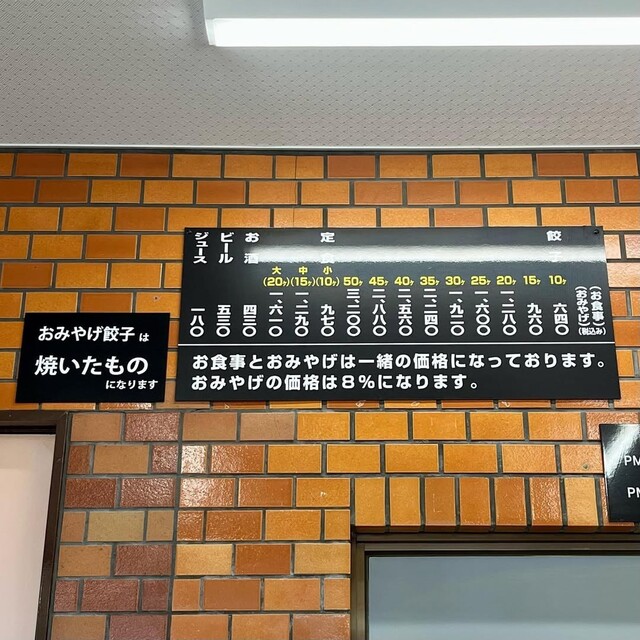 餃子
（お食事）
（おみやげ）
（税込み）
10ヶ 六四〇
15ヶ 九六〇
20ヶ 一、二八〇
25ヶ 一、六〇〇
30ヶ 一、九二〇
35ヶ 二、二四〇
40ヶ 二、五六〇
45ヶ 二、八八〇
50ヶ 三、二〇〇
定食
小(10ヶ) 九七〇
中(15ヶ) 一、二九〇
大(20ヶ) 一、六一〇
お酒 四三〇
ビール 五三〇
ジュース 一八〇
お食事とおみやげは一緒の価格になっております。
おみやげの価格は8%になります。
おみやげ餃子は
焼いたもの
になります
PM
PM